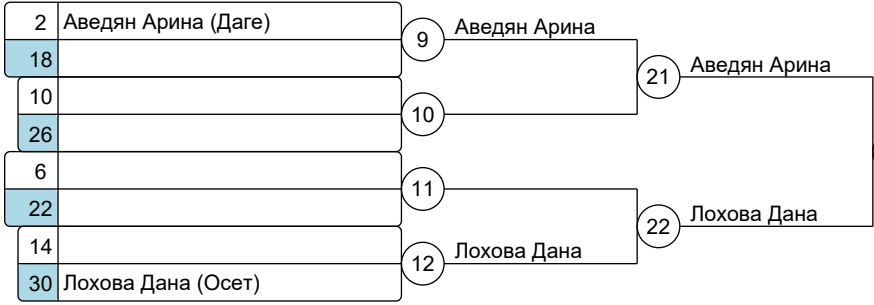 2 Аведян Арина (Даге)
9 Аведян Арина
18
21 Аведян Арина
10
10
26
6
11
22
22 Лохова Дана
14
12 Лохова Дана
30 Лохова Дана (Осет)